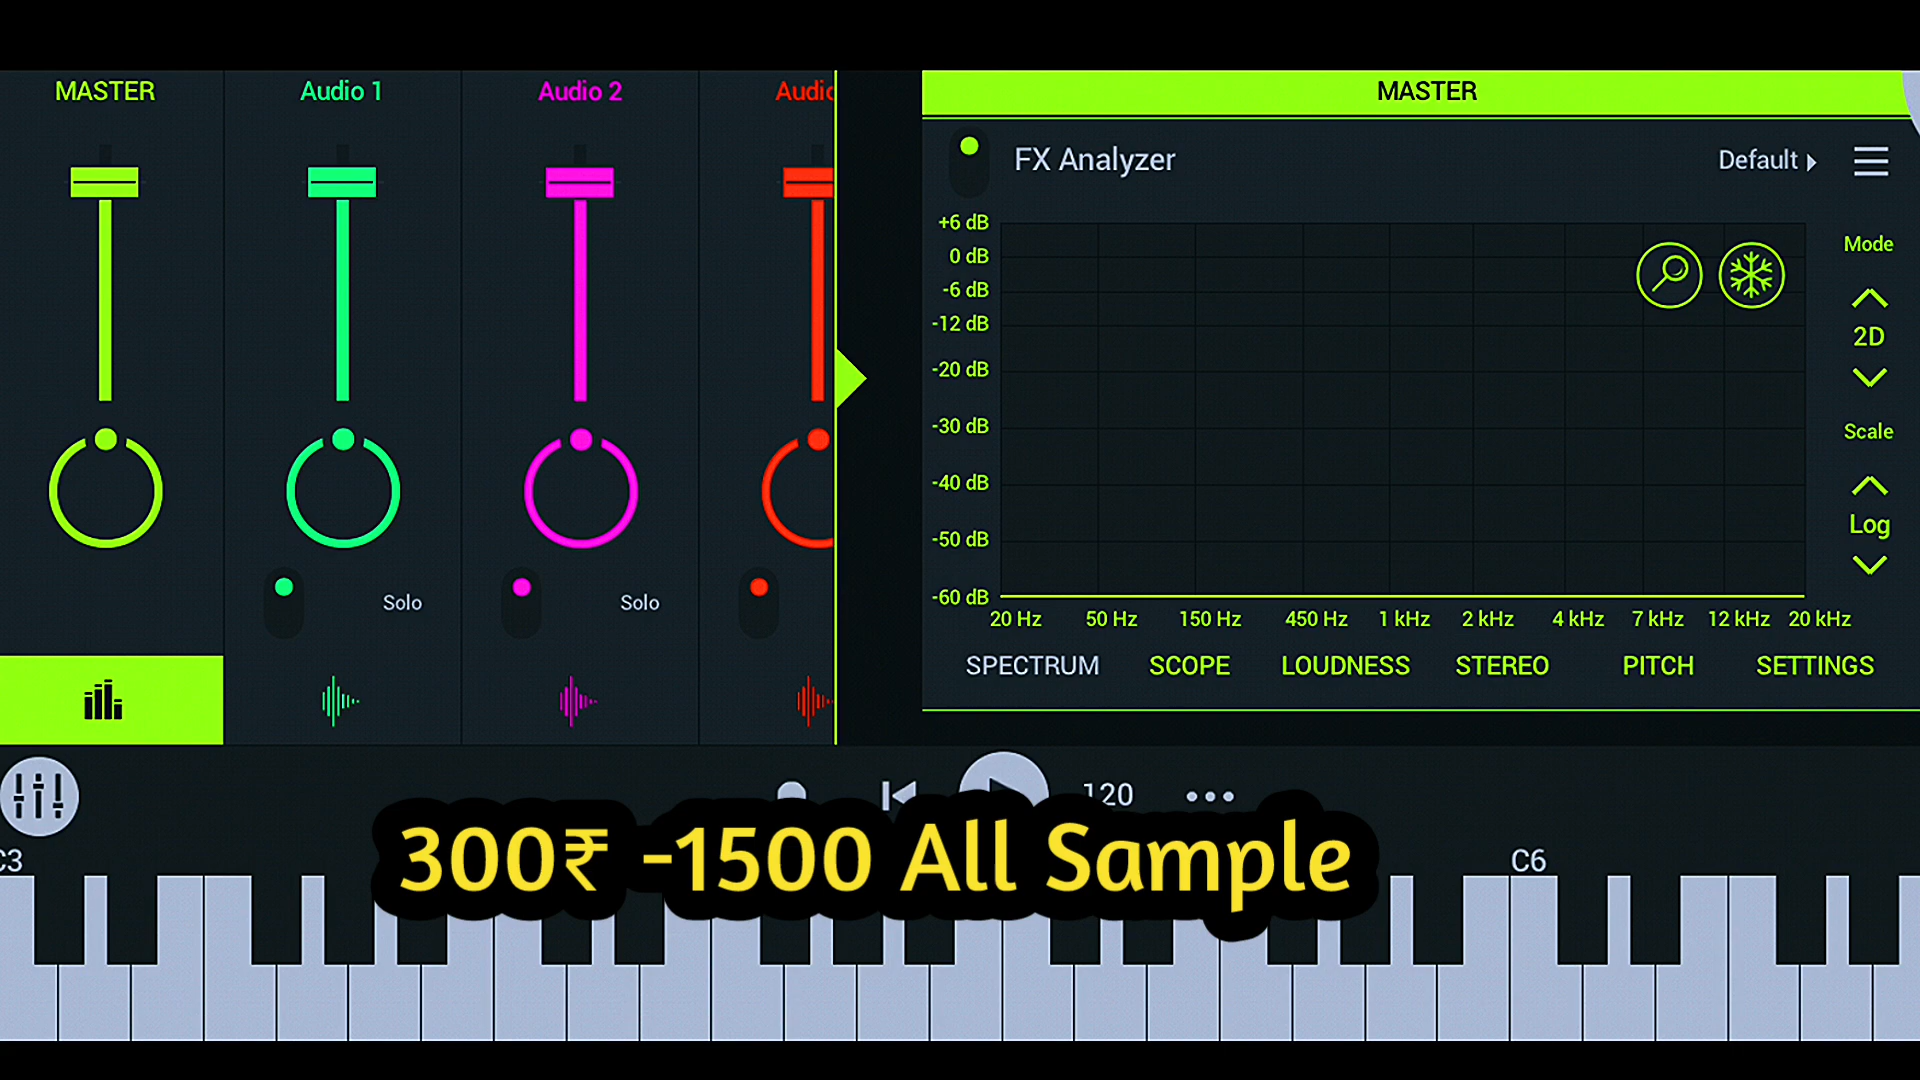 MASTER
Audio 1
Audio 2
MASTER
FX Analyzer
Default
+6 dB
0 dB
-6 dB
-12 dB
-20 dB
-30 dB
-40 dB
-50 dB
-60 dB
20 Hz 50 Hz 150 Hz 450 Hz 1 kHz 2 kHz 4 kHz 7 kHz 12 kHz 20 kHz
Mode
2D
Scale
Log
SPECTRUM SCOPE LOUDNESS STEREO PITCH SETTINGS
Solo
Solo
120
C3
C6
300₹ -1500 All Sample